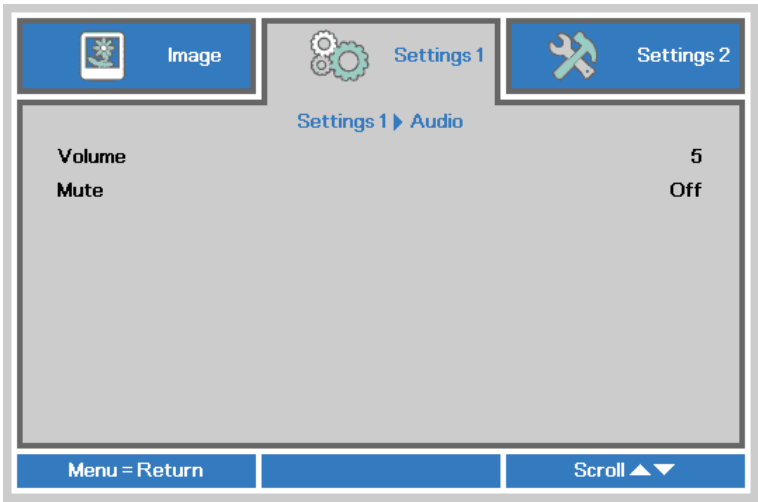 Image
Settings 1
Settings 2
Settings 1 ▶ Audio
Volume 5
Mute Off
Menu = Return
Scroll ▲▼